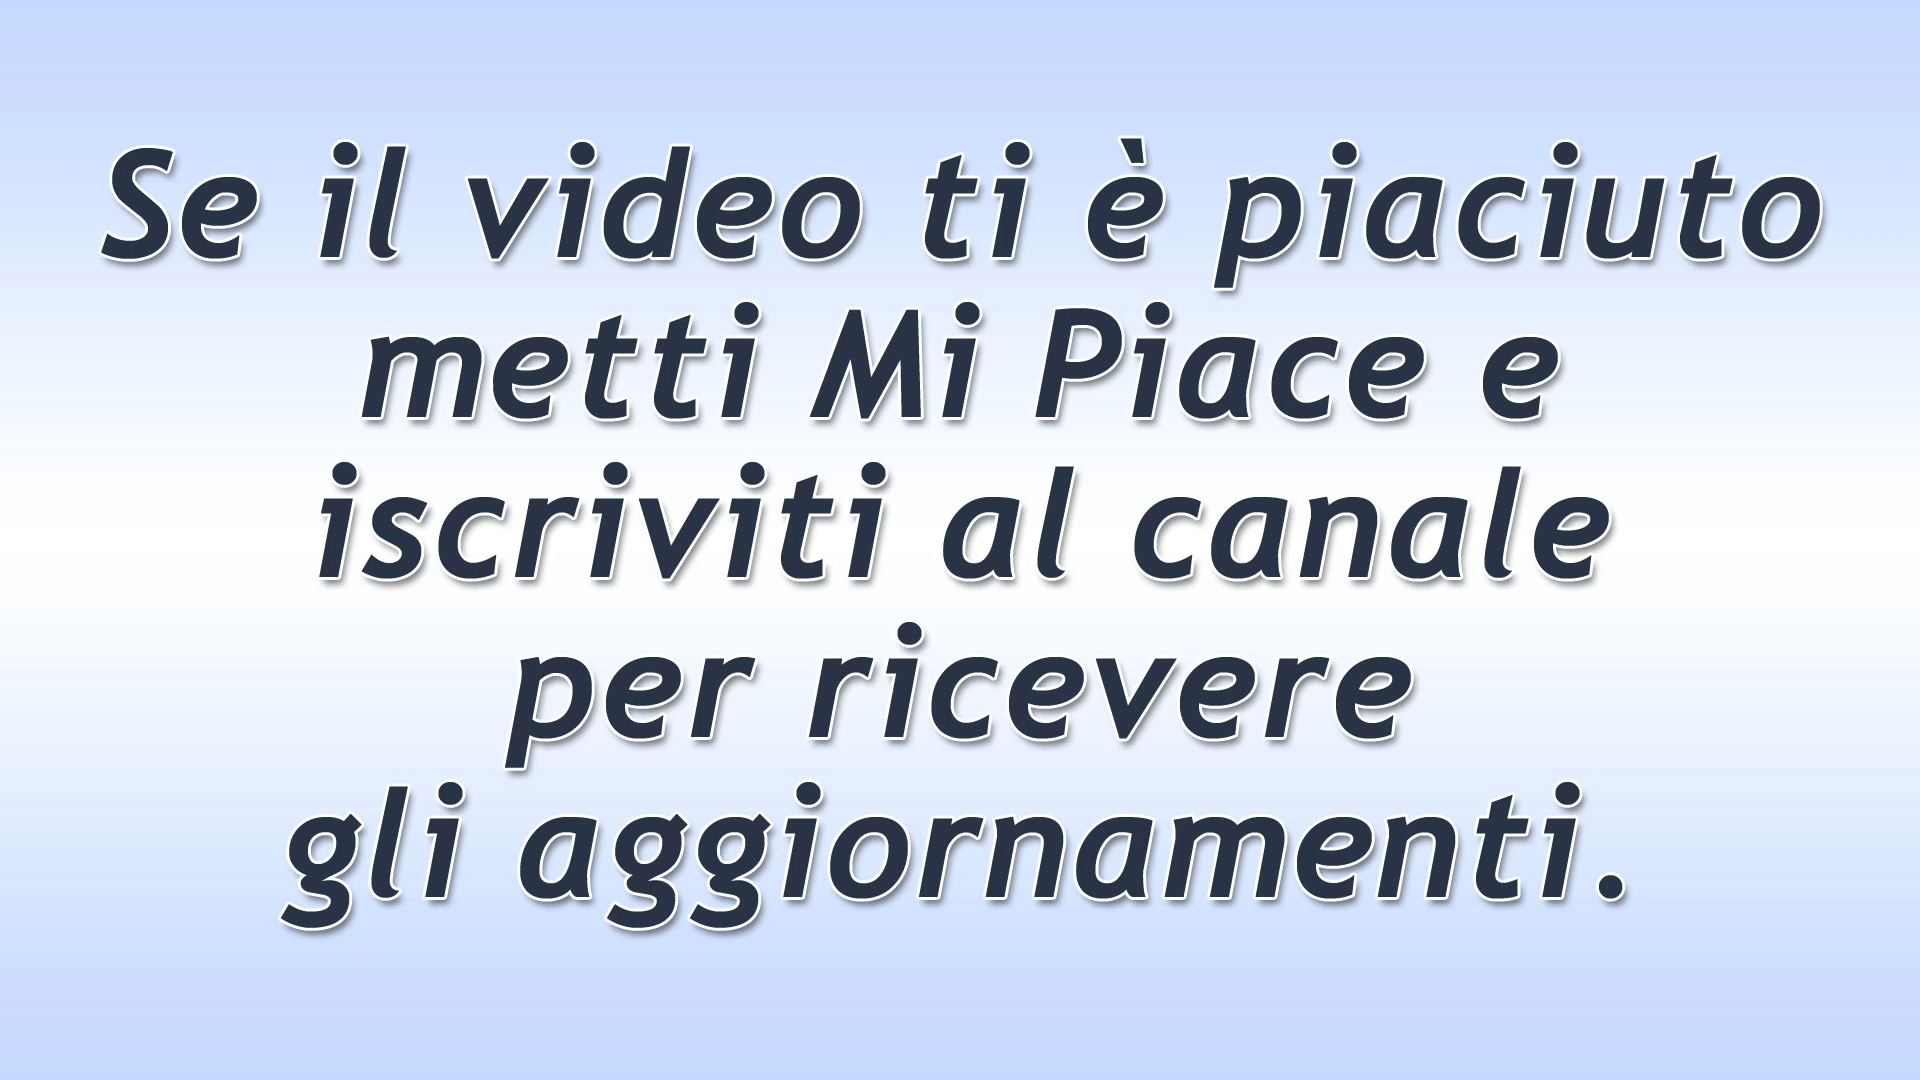 Se il video ti è piaciuto
metti Mi Piace e
iscriviti al canale
per ricevere
gli aggiornamenti.